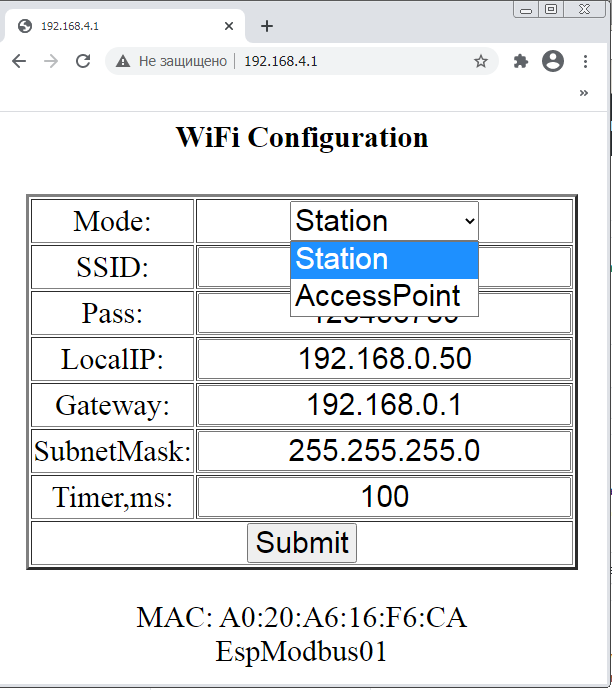 192.168.4.1
Не защищено 192.168.4.1
»
WiFi Configuration
Mode: Station
Station
AccessPoint
SSID:
Pass:
LocalIP: 192.168.0.50
Gateway: 192.168.0.1
SubnetMask: 255.255.255.0
Timer,ms: 100
Submit
MAC: A0:20:A6:16:F6:CA
EspModbus01